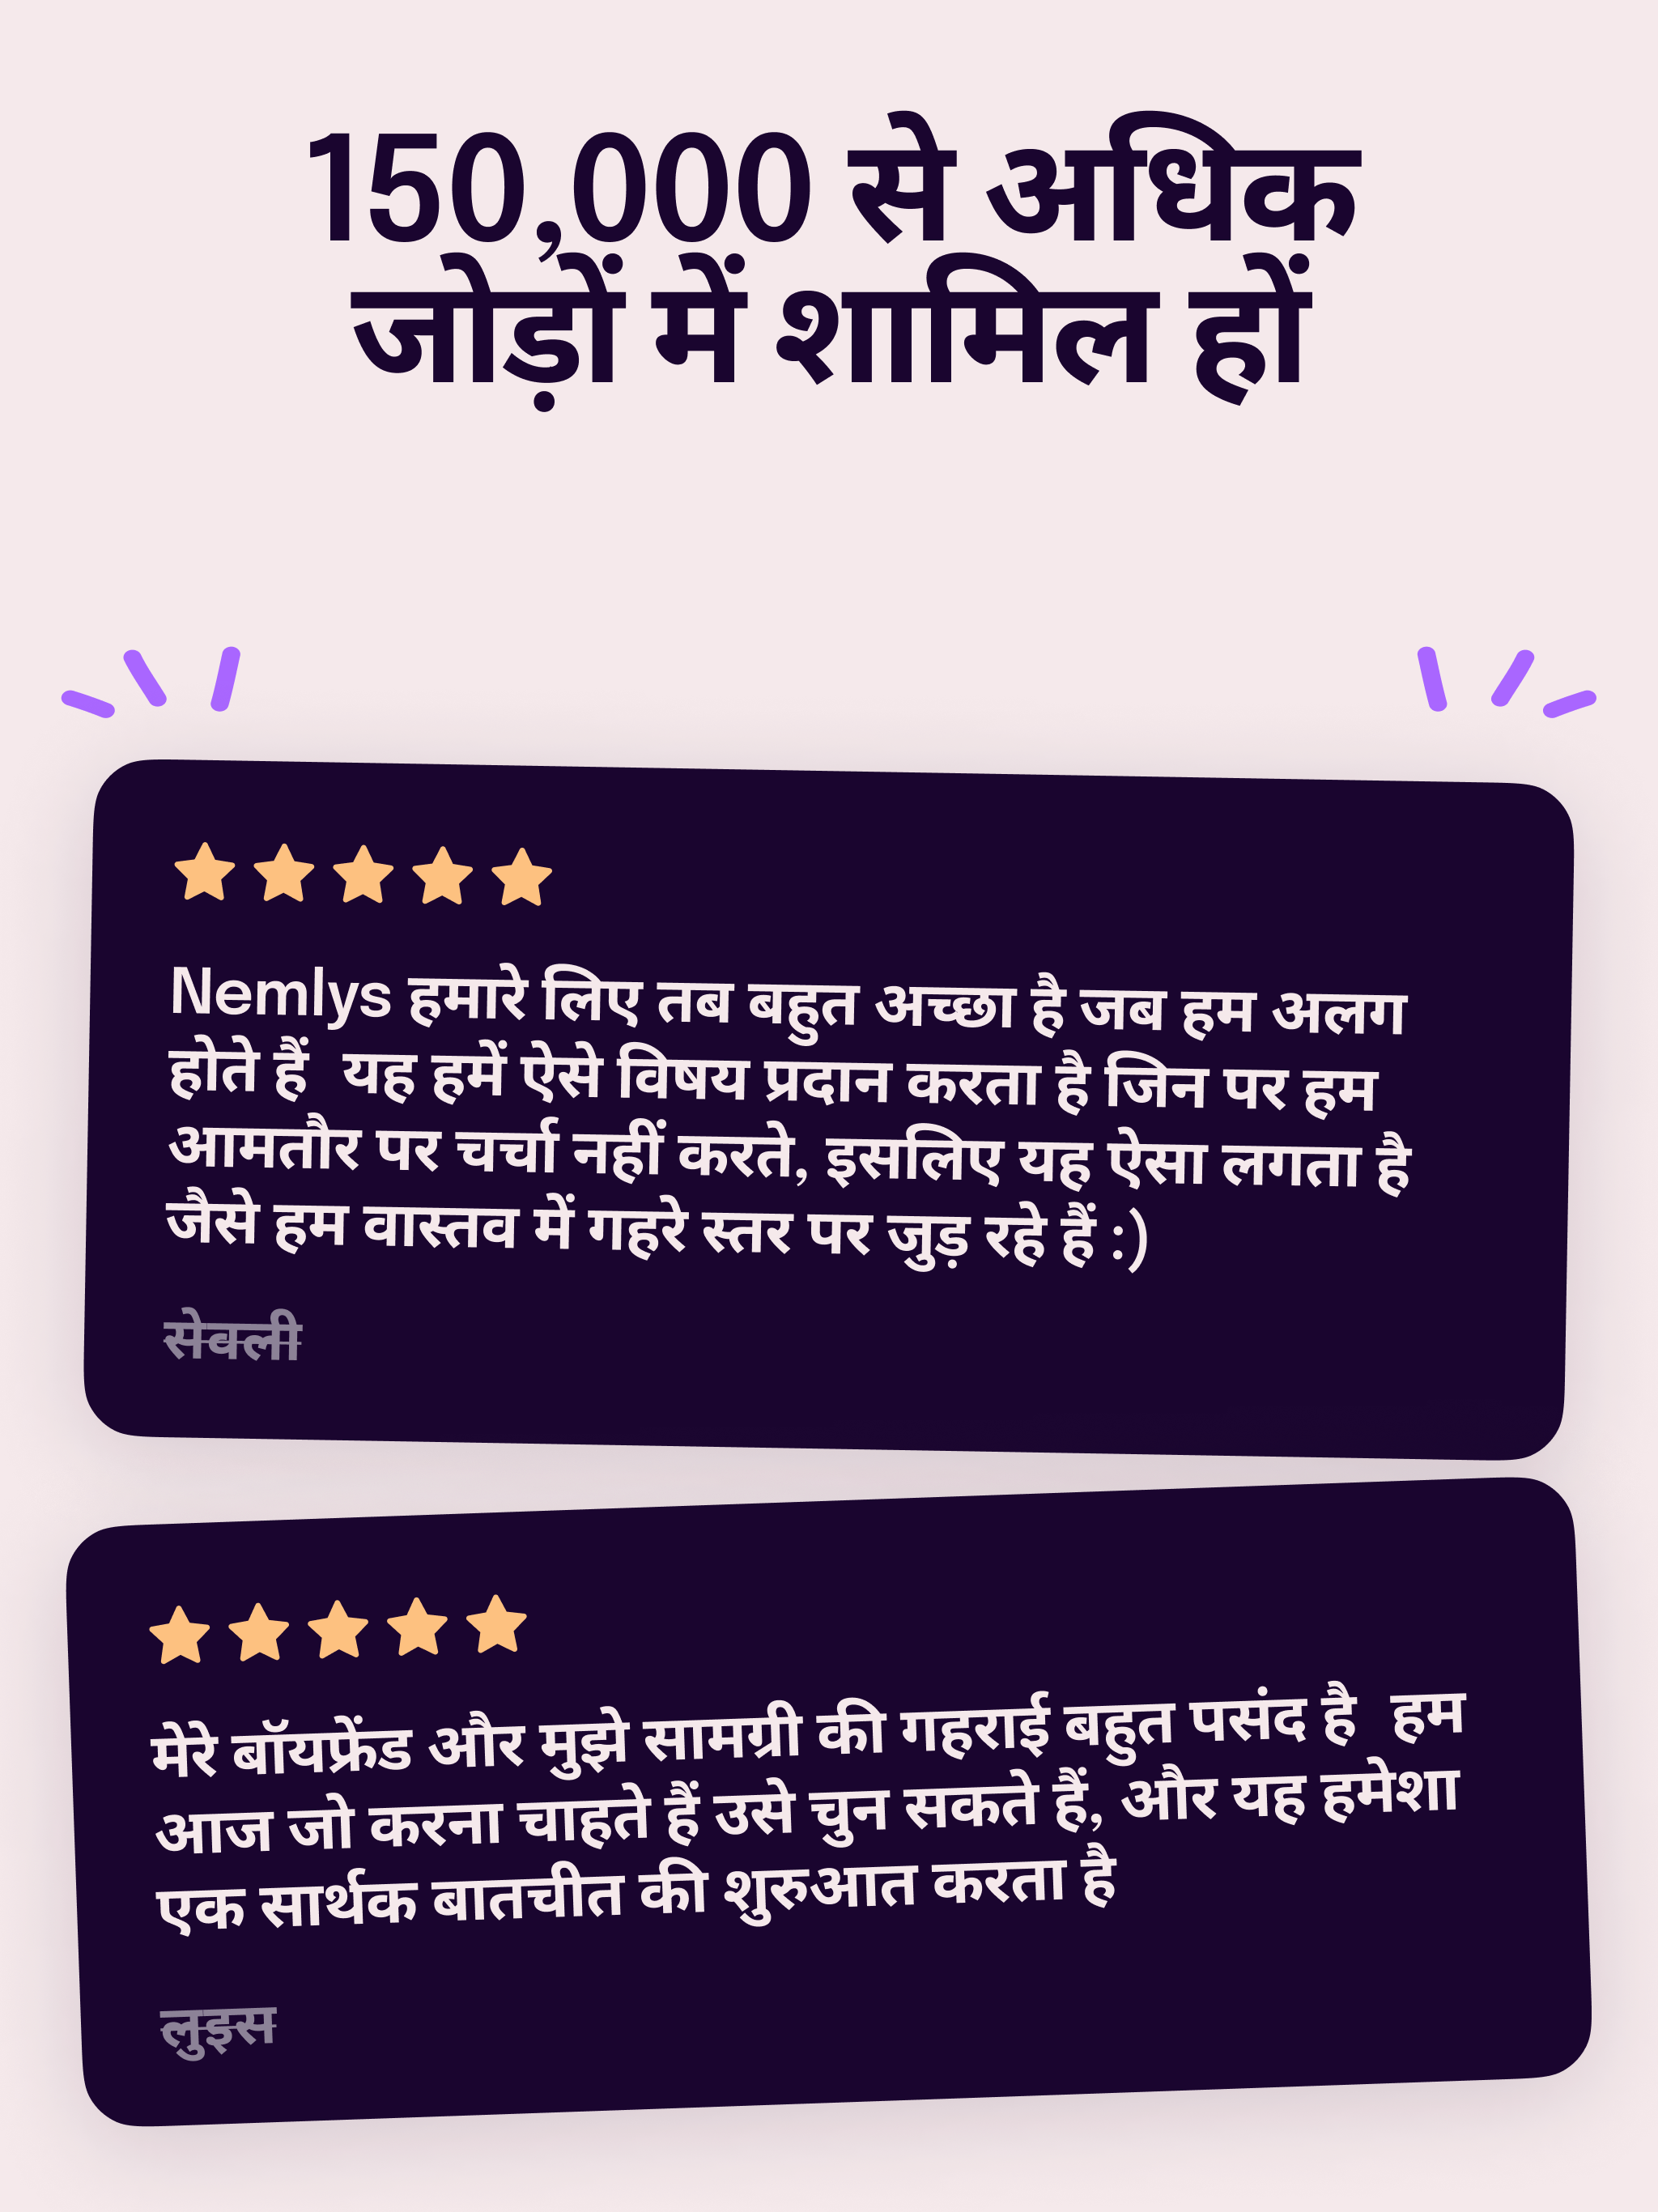 150,000 से अधिक
जोड़ों में शामिल हों
Nemlys हमारे लिए तब बहुत अच्छा है जब हम अलग
होते हैं  यह हमें ऐसे विषय प्रदान करता है जिन पर हम
आमतौर पर चर्चा नहीं करते, इसलिए यह ऐसा लगता है
जैसे हम वास्तव में गहरे स्तर पर जुड़ रहे हैं :)
मेरे बॉयफ्रेंड और मुझे सामग्री की गहराई बहुत पसंद है  हम
आज जो करना चाहते हैं उसे चुन सकते हैं, और यह हमेशा
एक सार्थक बातचीत की शुरुआत करता है
लुइस